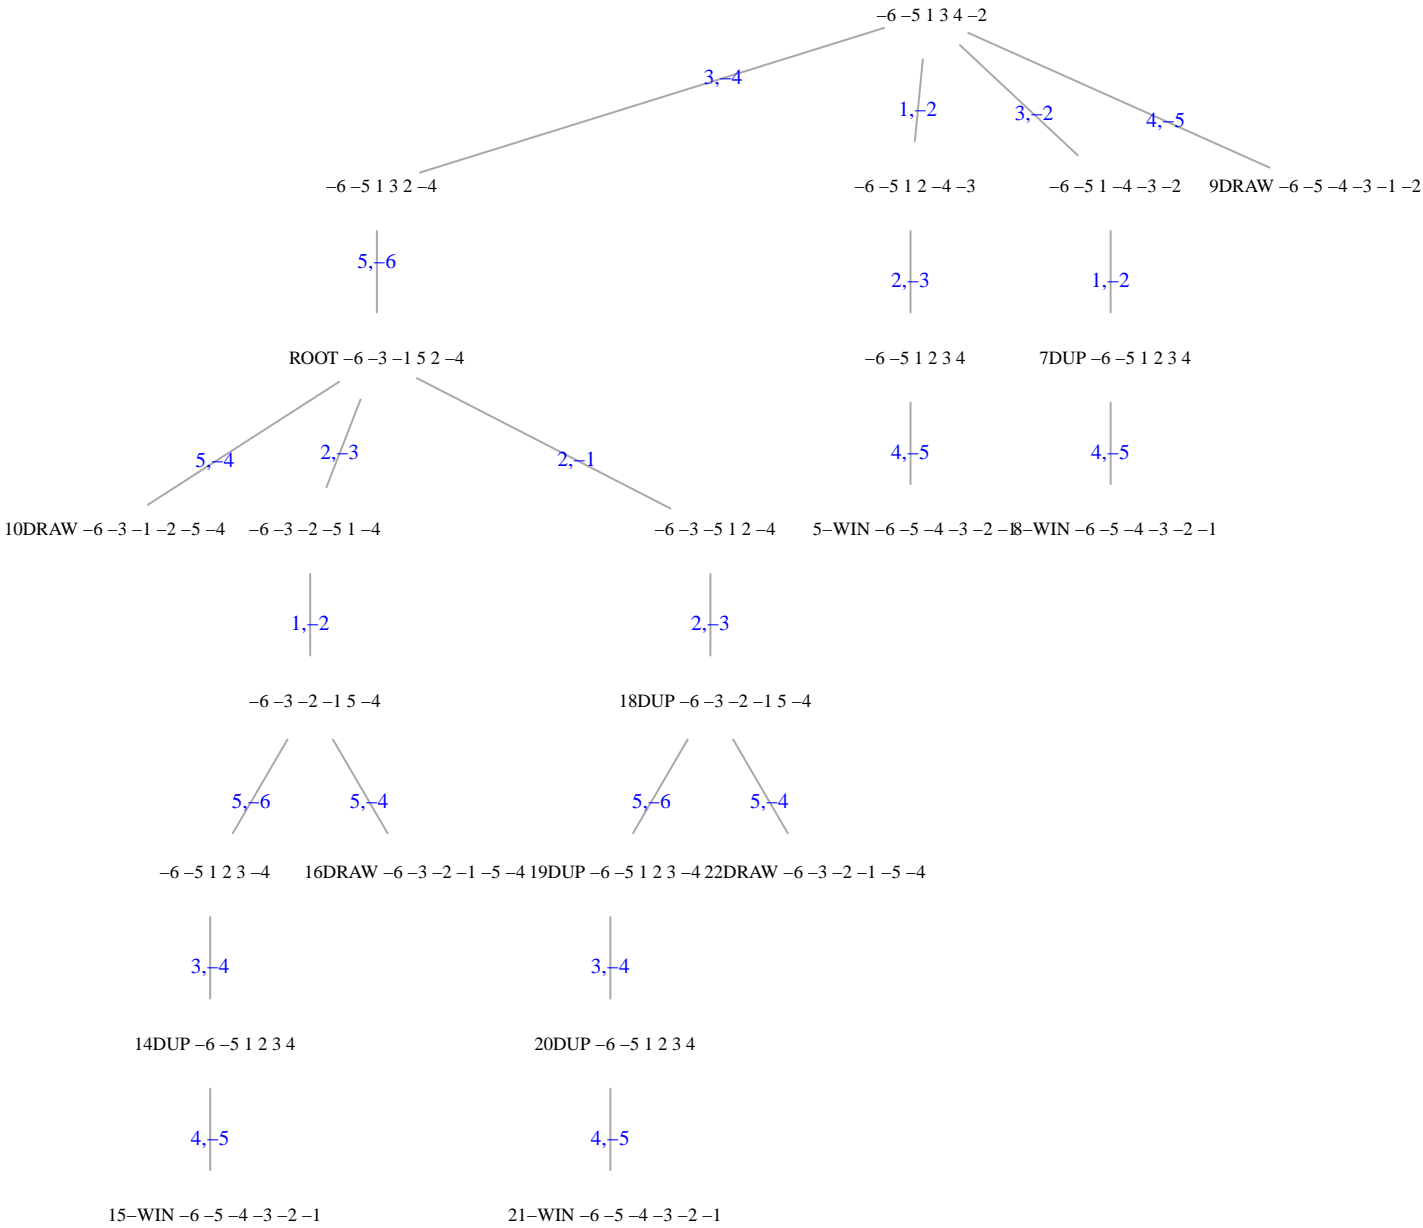 –6 –5 1 3 4 –2
3,–4
1,–2
3,–2
4,–5
–6 –5 1 3 2 –4
–6 –5 1 2 –4 –3
–6 –5 1 –4 –3 –2
9DRAW –6 –5 –4 –3 –1 –2
5,–6
2,–3
1,–2
ROOT –6 –3 –1 5 2 –4
–6 –5 1 2 3 4
7DUP –6 –5 1 2 3 4
5,–4
2,–3
2,–1
4,–5
4,–5
10DRAW –6 –3 –1 –2 –5 –4
–6 –3 –2 –5 1 –4
–6 –3 –5 1 2 –4
5–WIN –6 –5 –4 –3 –2 –1
8–WIN –6 –5 –4 –3 –2 –1
1,–2
2,–3
–6 –3 –2 –1 5 –4
18DUP –6 –3 –2 –1 5 –4
5,–6
5,–4
5,–6
5,–4
–6 –5 1 2 3 –4
16DRAW –6 –3 –2 –1 –5 –4
19DUP –6 –5 1 2 3 –4
22DRAW –6 –3 –2 –1 –5 –4
3,–4
3,–4
14DUP –6 –5 1 2 3 4
20DUP –6 –5 1 2 3 4
4,–5
4,–5
15–WIN –6 –5 –4 –3 –2 –1
21–WIN –6 –5 –4 –3 –2 –1